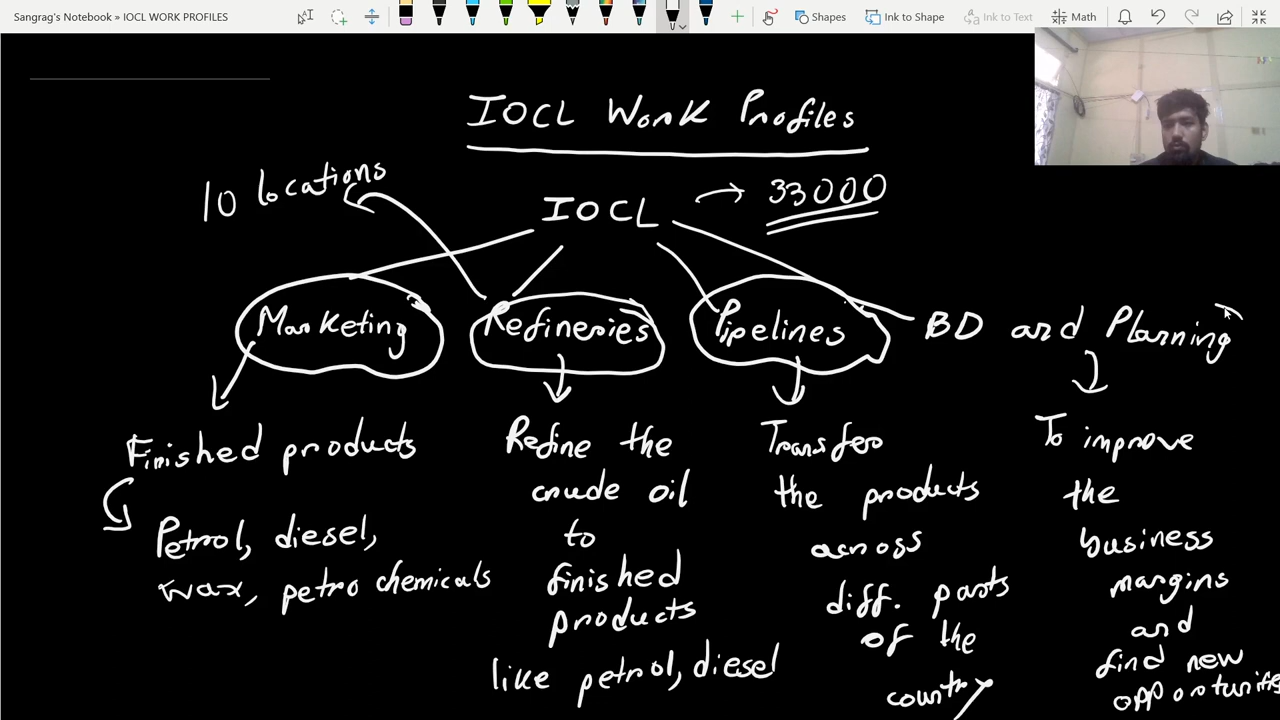 Sangrag's Notebook » IOCL WORK PROFILES
Shapes
Ink to Shape
Ink to Text
Math
IOCL Work Profiles
10 locations
IOCL → 33000
Marketing
Refineries
Pipelines
BD and Planning
Finished products
Petrol, diesel,
wax, petro chemicals
Refine the
crude oil
to
finished
products
like petrol, diesel
Transfer
the products
across
diff. parts
of the
country
To improve
the
business
margins
and
find new
opportunities